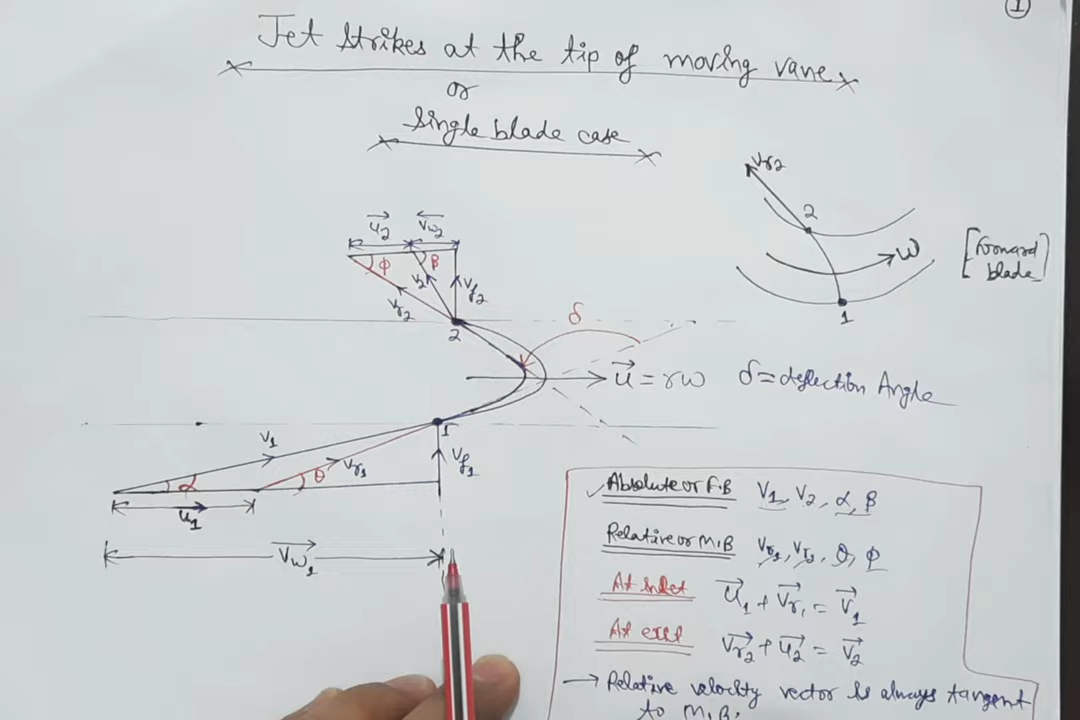 1
Jet strikes at the tip of moving vane
or
Single blade case
Vr2
2
ω
[forward
blade]
1
u2 Vw2
ϕ β
V2 Vf2
Vr2
2
δ
u = rω δ = deflection Angle
1
V1
Vr1 Vf1
α θ
u1
Vw1
Absolute or F.B V1, V2, α, β
Relative or M.B Vr1, Vr2, θ, ϕ
At inlet u1 + Vr1 = V1
At exit Vr2 + u2 = V2
→ Relative velocity vector is always tangent
to M.B.